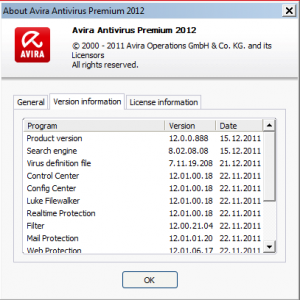 About Avira Antivirus Premium 2012
AVIRA
Avira Antivirus Premium 2012
© 2000 - 2011 Avira Operations GmbH & Co. KG. and its
Licensors
All rights reserved.
General Version information License information
Program Version Date
Product version 12.0.0.888 15.12.2011
Search engine 8.02.08.08 15.12.2011
Virus definition file 7.11.19.208 21.12.2011
Control Center 12.01.00.18 22.11.2011
Config Center 12.01.00.18 22.11.2011
Luke Filewalker 12.01.00.18 22.11.2011
Realtime Protection 12.01.00.18 22.11.2011
Filter 12.00.21.04 22.11.2011
Mail Protection 12.01.01.20 22.11.2011
Web Protection 12.01.06.17 22.11.2011
OK